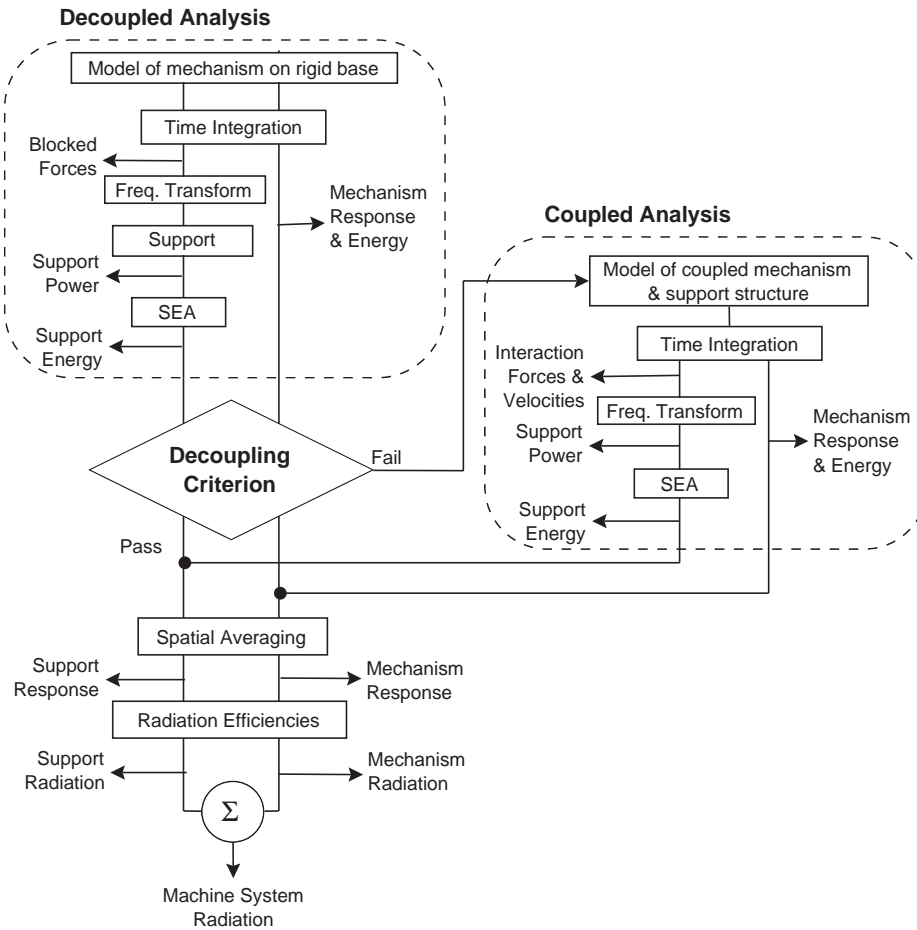 Decoupled Analysis
Model of mechanism on rigid base
Time Integration
Blocked
Forces
Freq. Transform
Mechanism
Response
& Energy
Support
Support
Power
SEA
Support
Energy
Coupled Analysis
Model of coupled mechanism
& support structure
Time Integration
Interaction
Forces &
Velocities
Freq. Transform
Mechanism
Response
& Energy
Support
Power
SEA
Support
Energy
Decoupling
Criterion
Fail
Pass
Spatial Averaging
Support
Response
Mechanism
Response
Radiation Efficiencies
Support
Radiation
Mechanism
Radiation
Σ
Machine System
Radiation